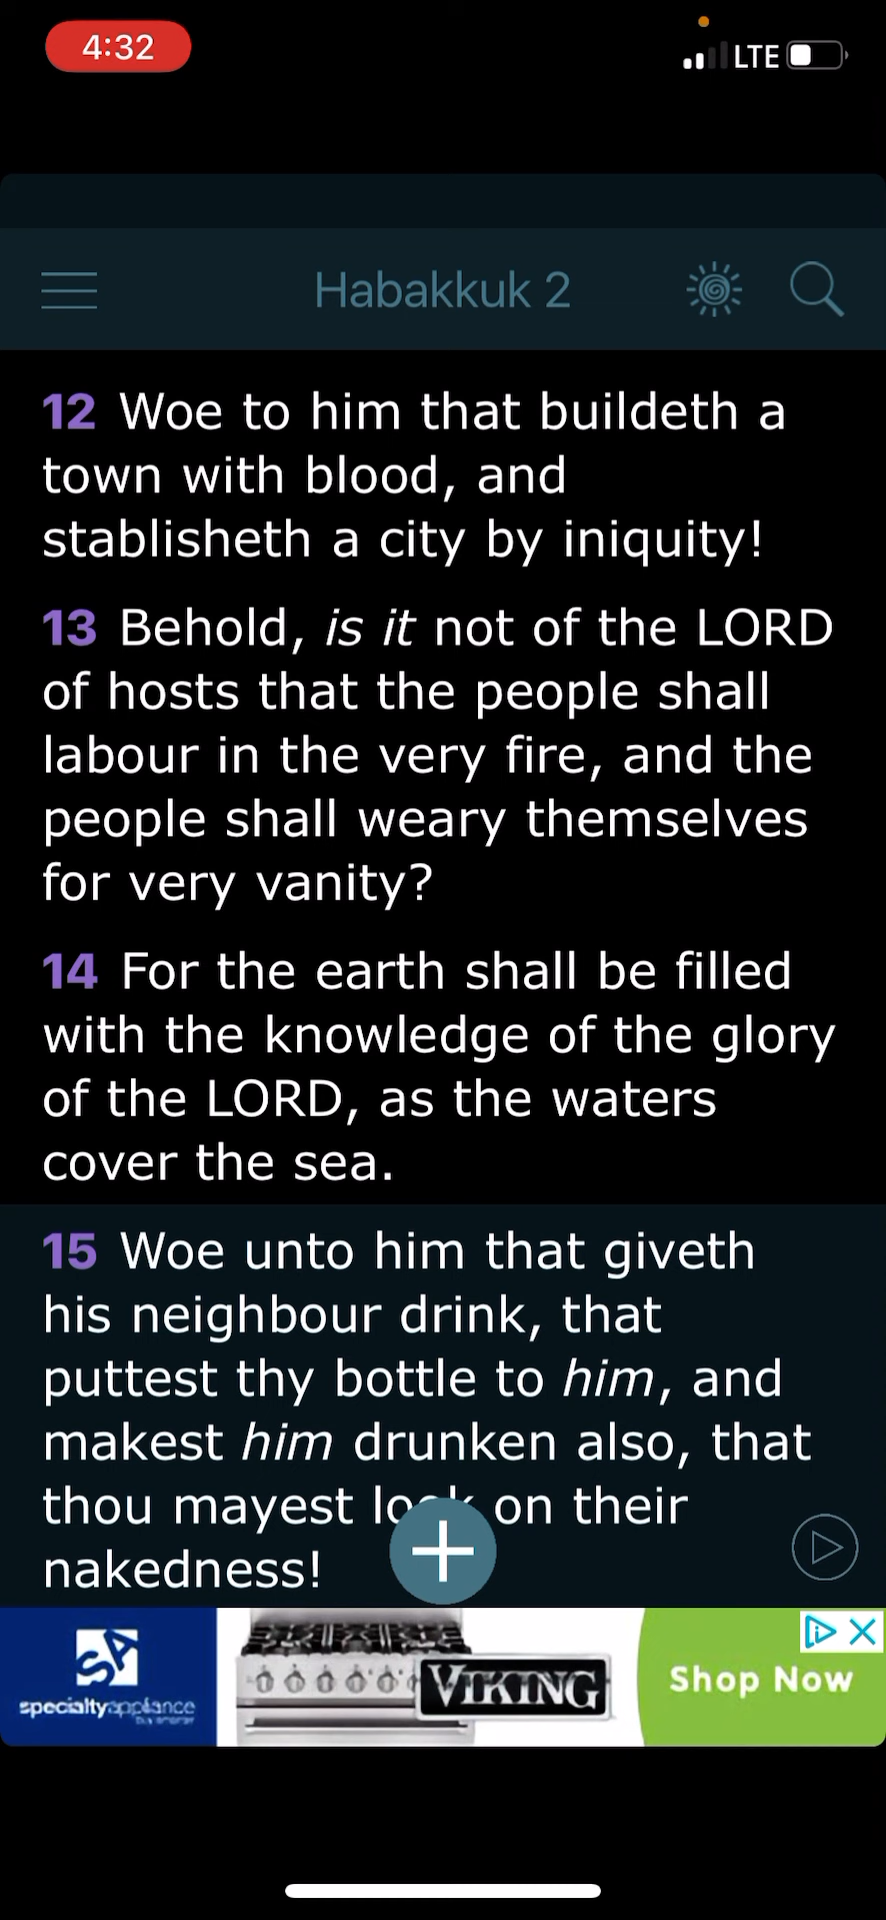 4:32
LTE
Habakkuk 2
12 Woe to him that buildeth a
town with blood, and
stablisheth a city by iniquity!
13 Behold, is it not of the LORD
of hosts that the people shall
labour in the very fire, and the
people shall weary themselves
for very vanity?
14 For the earth shall be filled
with the knowledge of the glory
of the LORD, as the waters
cover the sea.
15 Woe unto him that giveth
his neighbour drink, that
puttest thy bottle to him, and
makest him drunken also, that
thou mayest look on their
nakedness!
SA
specialtyappliance
VIKING
Shop Now